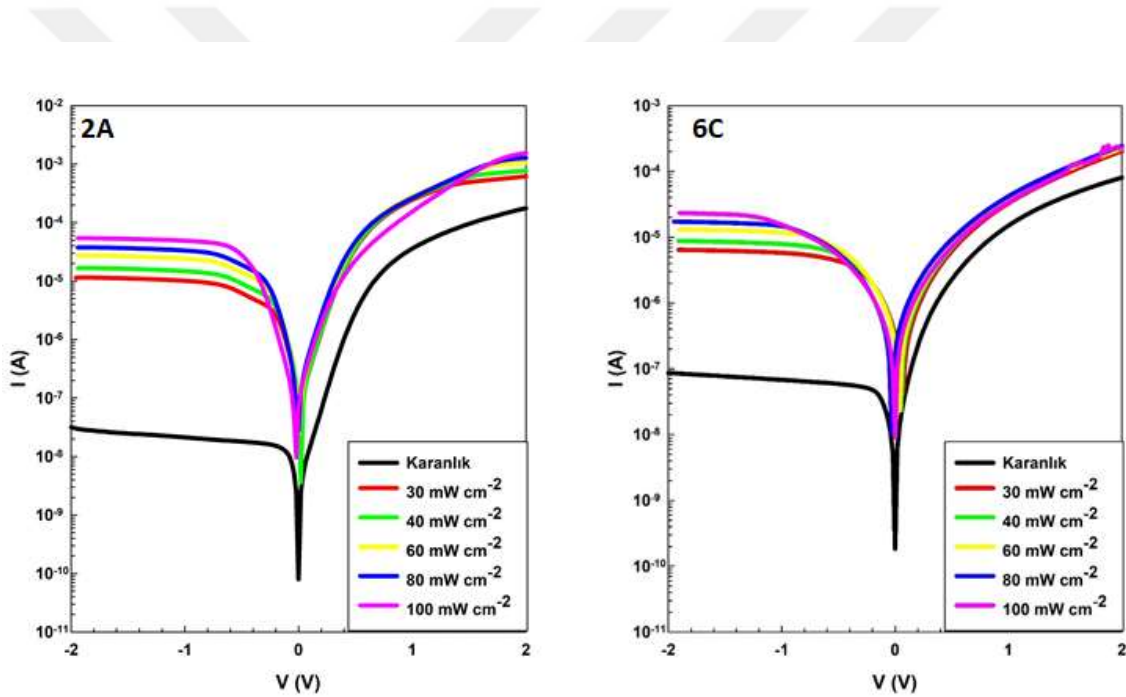 2A
I (A)
10⁻²
10⁻³
10⁻⁴
10⁻⁵
10⁻⁶
10⁻⁷
10⁻⁸
10⁻⁹
10⁻¹⁰
10⁻¹¹
-2
-1
0
1
2
V (V)
Karanlık
30 mW cm⁻²
40 mW cm⁻²
60 mW cm⁻²
80 mW cm⁻²
100 mW cm⁻²
6C
I (A)
10⁻³
10⁻⁴
10⁻⁵
10⁻⁶
10⁻⁷
10⁻⁸
10⁻⁹
10⁻¹⁰
10⁻¹¹
-2
-1
0
1
2
V (V)
Karanlık
30 mW cm⁻²
40 mW cm⁻²
60 mW cm⁻²
80 mW cm⁻²
100 mW cm⁻²